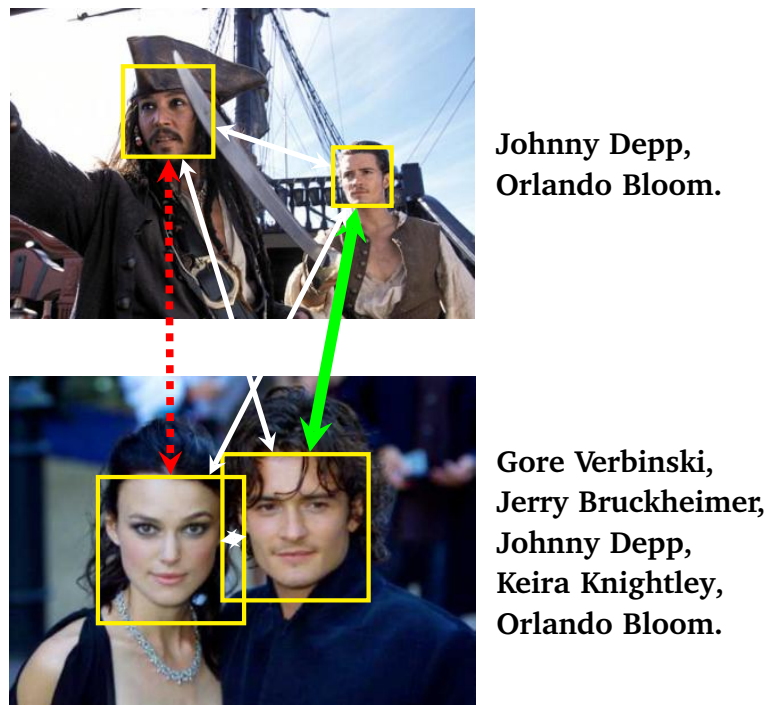 Johnny Depp,
Orlando Bloom.
Gore Verbinski,
Jerry Bruckheimer,
Johnny Depp,
Keira Knightley,
Orlando Bloom.